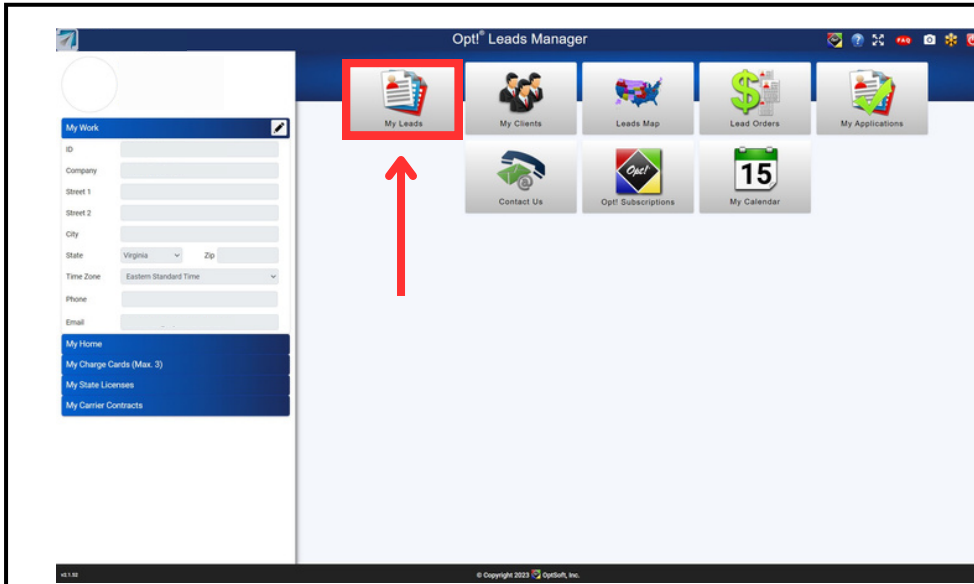 Opt!® Leads Manager
FAQ
My Leads
My Clients
Leads Map
Lead Orders
My Applications
Contact Us
Opt!
Opt! Subscriptions
15
My Calendar
My Work
ID
Company
Street 1
Street 2
City
State Virginia Zip
Time Zone Eastern Standard Time
Phone
Email
My Home
My Charge Cards (Max. 3)
My State Licenses
My Carrier Contracts
v3.1.52
© Copyright 2023 OptSoft, Inc.